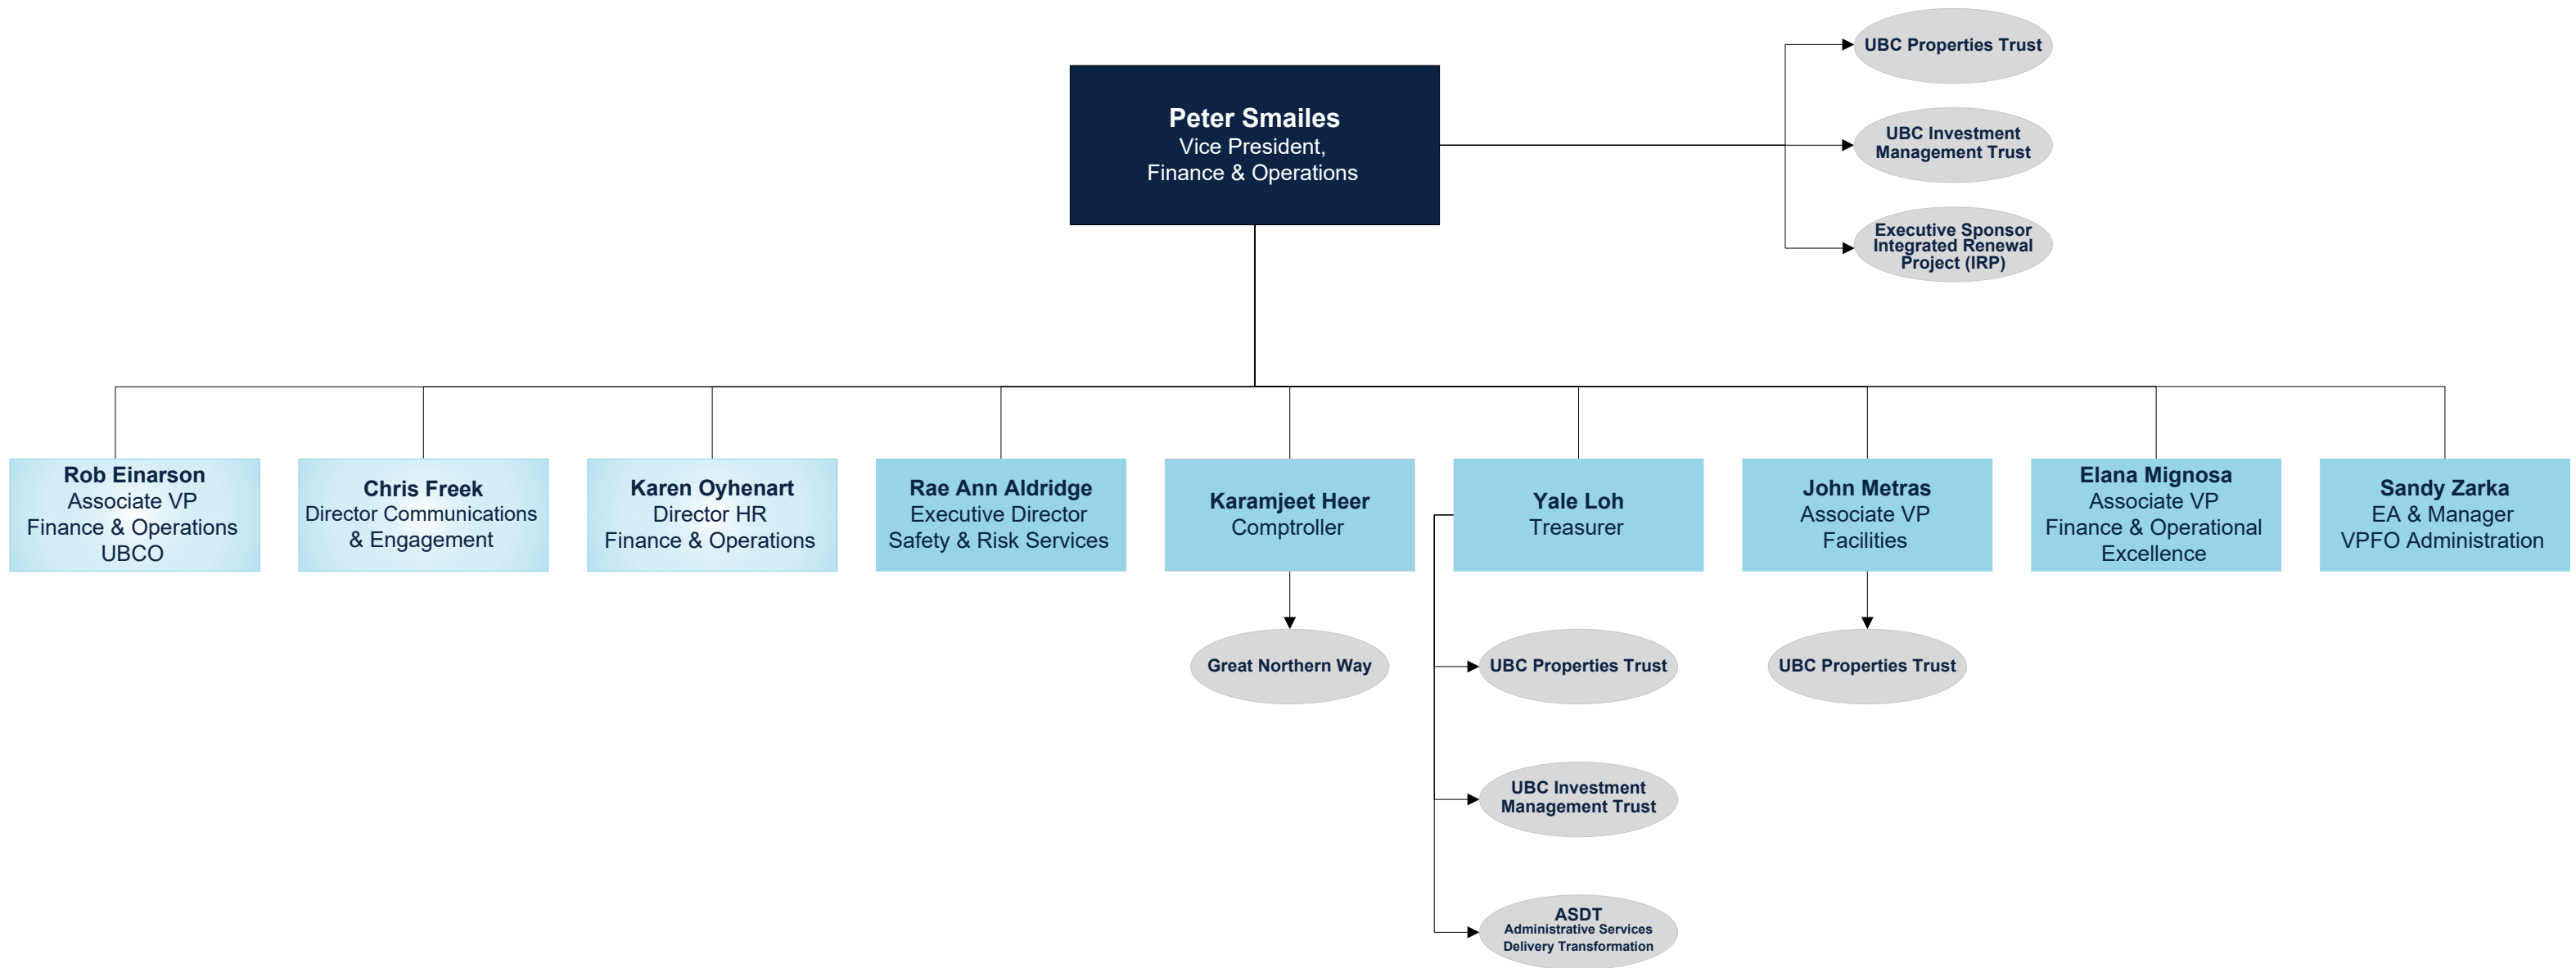 UBC Properties Trust
Peter Smailes
Vice President,
Finance & Operations
UBC Investment
Management Trust
Executive Sponsor
Integrated Renewal
Project (IRP)
Rob Einarson
Associate VP
Finance & Operations
UBCO
Chris Freek
Director Communications
& Engagement
Karen Oyhenart
Director HR
Finance & Operations
Rae Ann Aldridge
Executive Director
Safety & Risk Services
Karamjeet Heer
Comptroller
Yale Loh
Treasurer
John Metras
Associate VP
Facilities
Elana Mignosa
Associate VP
Finance & Operational
Excellence
Sandy Zarka
EA & Manager
VPFO Administration
Great Northern Way
UBC Properties Trust
UBC Properties Trust
UBC Investment
Management Trust
ASDT
Administrative Services
Delivery Transformation